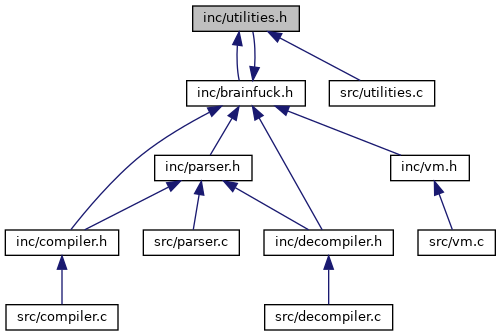 inc/utilities.h
inc/brainfuck.h
src/utilities.c
inc/parser.h
inc/vm.h
inc/compiler.h
src/parser.c
inc/decompiler.h
src/vm.c
src/compiler.c
src/decompiler.c